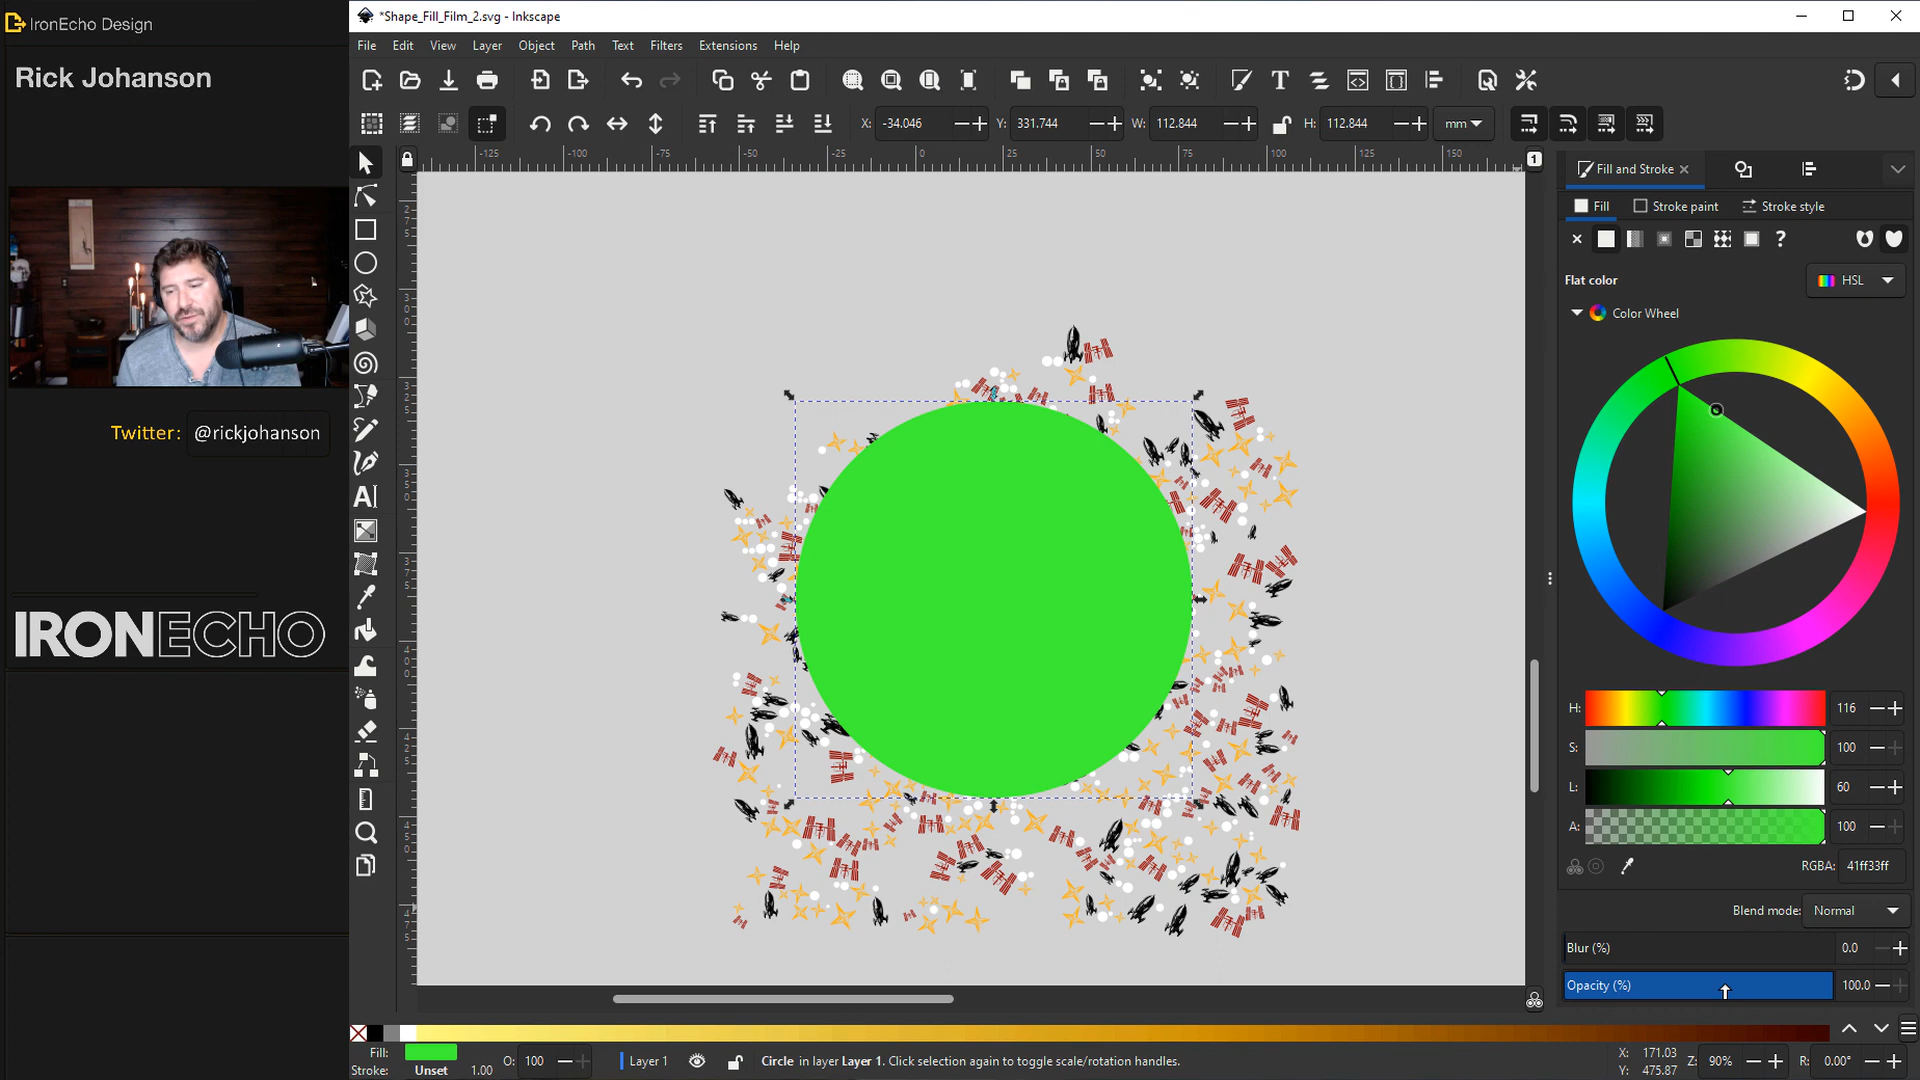 IronEcho Design
Rick Johanson
Twitter: @rickjohanson
IRONECHO
*Shape_Fill_Film_2.svg - Inkscape
File Edit View Layer Object Path Text Filters Extensions Help
X: -34.046 Y: 331.744 W: 112.844 H: 112.844 mm
-125 -100 -75 -50 -25 0 25 50 75 100 125 150
1
Fill and Stroke
Fill Stroke paint Stroke style
?
Flat color HSL
Color Wheel
H: 116
S: 100
L: 60
A: 100
RGBA: 41ff33ff
Blend mode: Normal
Blur (%) 0.0
Opacity (%) 100.0
Fill:
Stroke: Unset 1.00
O: 100
Layer 1
Circle in layer Layer 1. Click selection again to toggle scale/rotation handles.
X: 171.03
Y: 475.87
Z: 90%
R: 0.00°